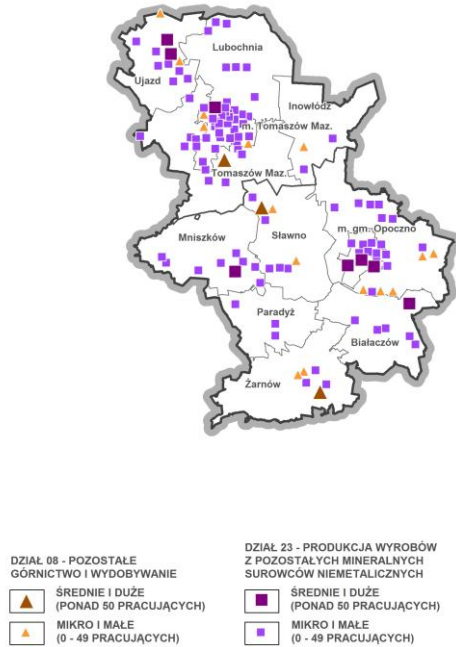 Lubochnia
Ujazd
Inowłódz
m. Tomaszów Maz.
Tomaszów Maz.
m. gm. Opoczno
Mniszków
Sławno
Paradyż
Białaczów
Żarnów
DZIAŁ 08 - POZOSTAŁE
GÓRNICTWO I WYDOBYWANIE
ŚREDNIE I DUŻE
(PONAD 50 PRACUJĄCYCH)
MIKRO I MAŁE
(0 - 49 PRACUJĄCYCH)
DZIAŁ 23 - PRODUKCJA WYROBÓW
Z POZOSTAŁYCH MINERALNYCH
SUROWCÓW NIEMETALICZNYCH
ŚREDNIE I DUŻE
(PONAD 50 PRACUJĄCYCH)
MIKRO I MAŁE
(0 - 49 PRACUJĄCYCH)